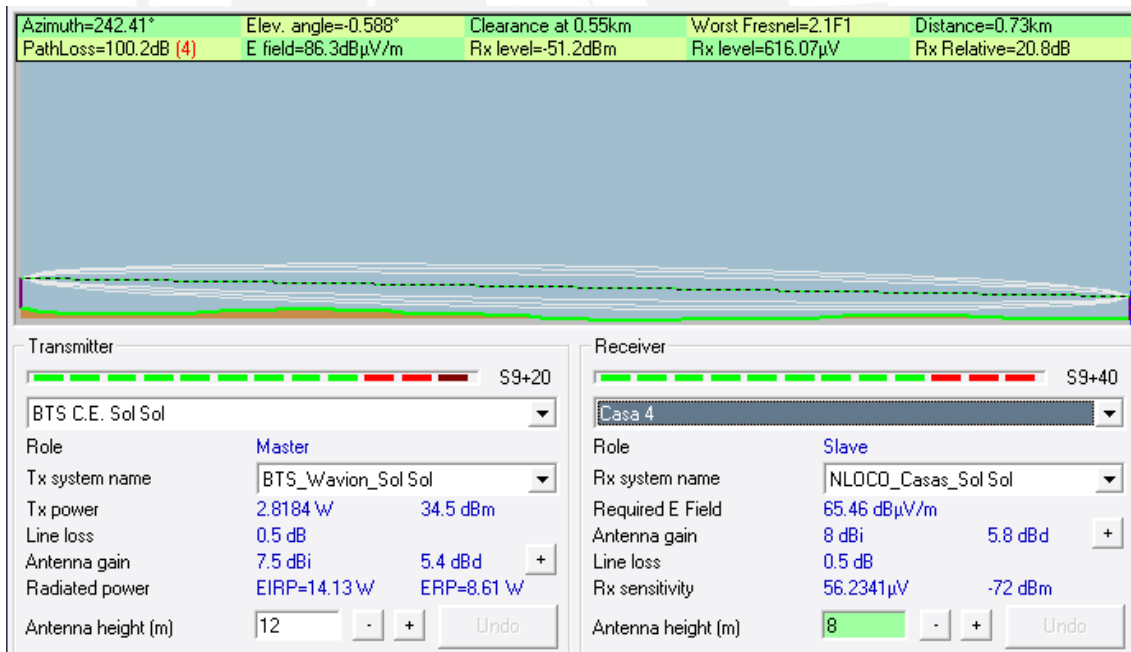 Azimuth=242.41° Elev. angle=-0.588° Clearance at 0.55km Worst Fresnel=2.1F1 Distance=0.73km
PathLoss=100.2dB (4) E field=86.3dBµV/m Rx level=-51.2dBm Rx level=616.07µV Rx Relative=20.8dB
Transmitter
S9+20
BTS C.E. Sol Sol
Role Master
Tx system name BTS_Wavion_Sol Sol
Tx power 2.8184 W 34.5 dBm
Line loss 0.5 dB
Antenna gain 7.5 dBi 5.4 dBd +
Radiated power EIRP=14.13 W ERP=8.61 W
Antenna height (m) 12 - + Undo
Receiver
S9+40
Casa 4
Role Slave
Rx system name NLOCO_Casas_Sol Sol
Required E Field 65.46 dBµV/m
Antenna gain 8 dBi 5.8 dBd +
Line loss 0.5 dB
Rx sensitivity 56.2341µV -72 dBm
Antenna height (m) 8 - + Undo